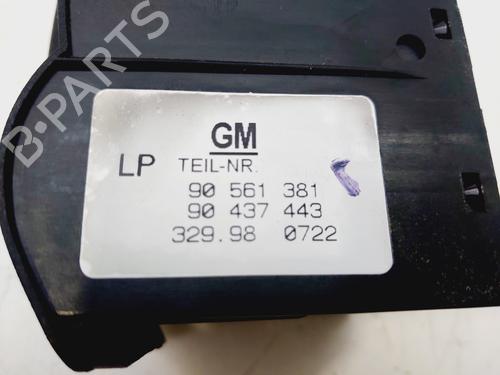 B-PARTS
GM
LP TEIL-NR.
90 561 381
90 437 443
329.98 0722